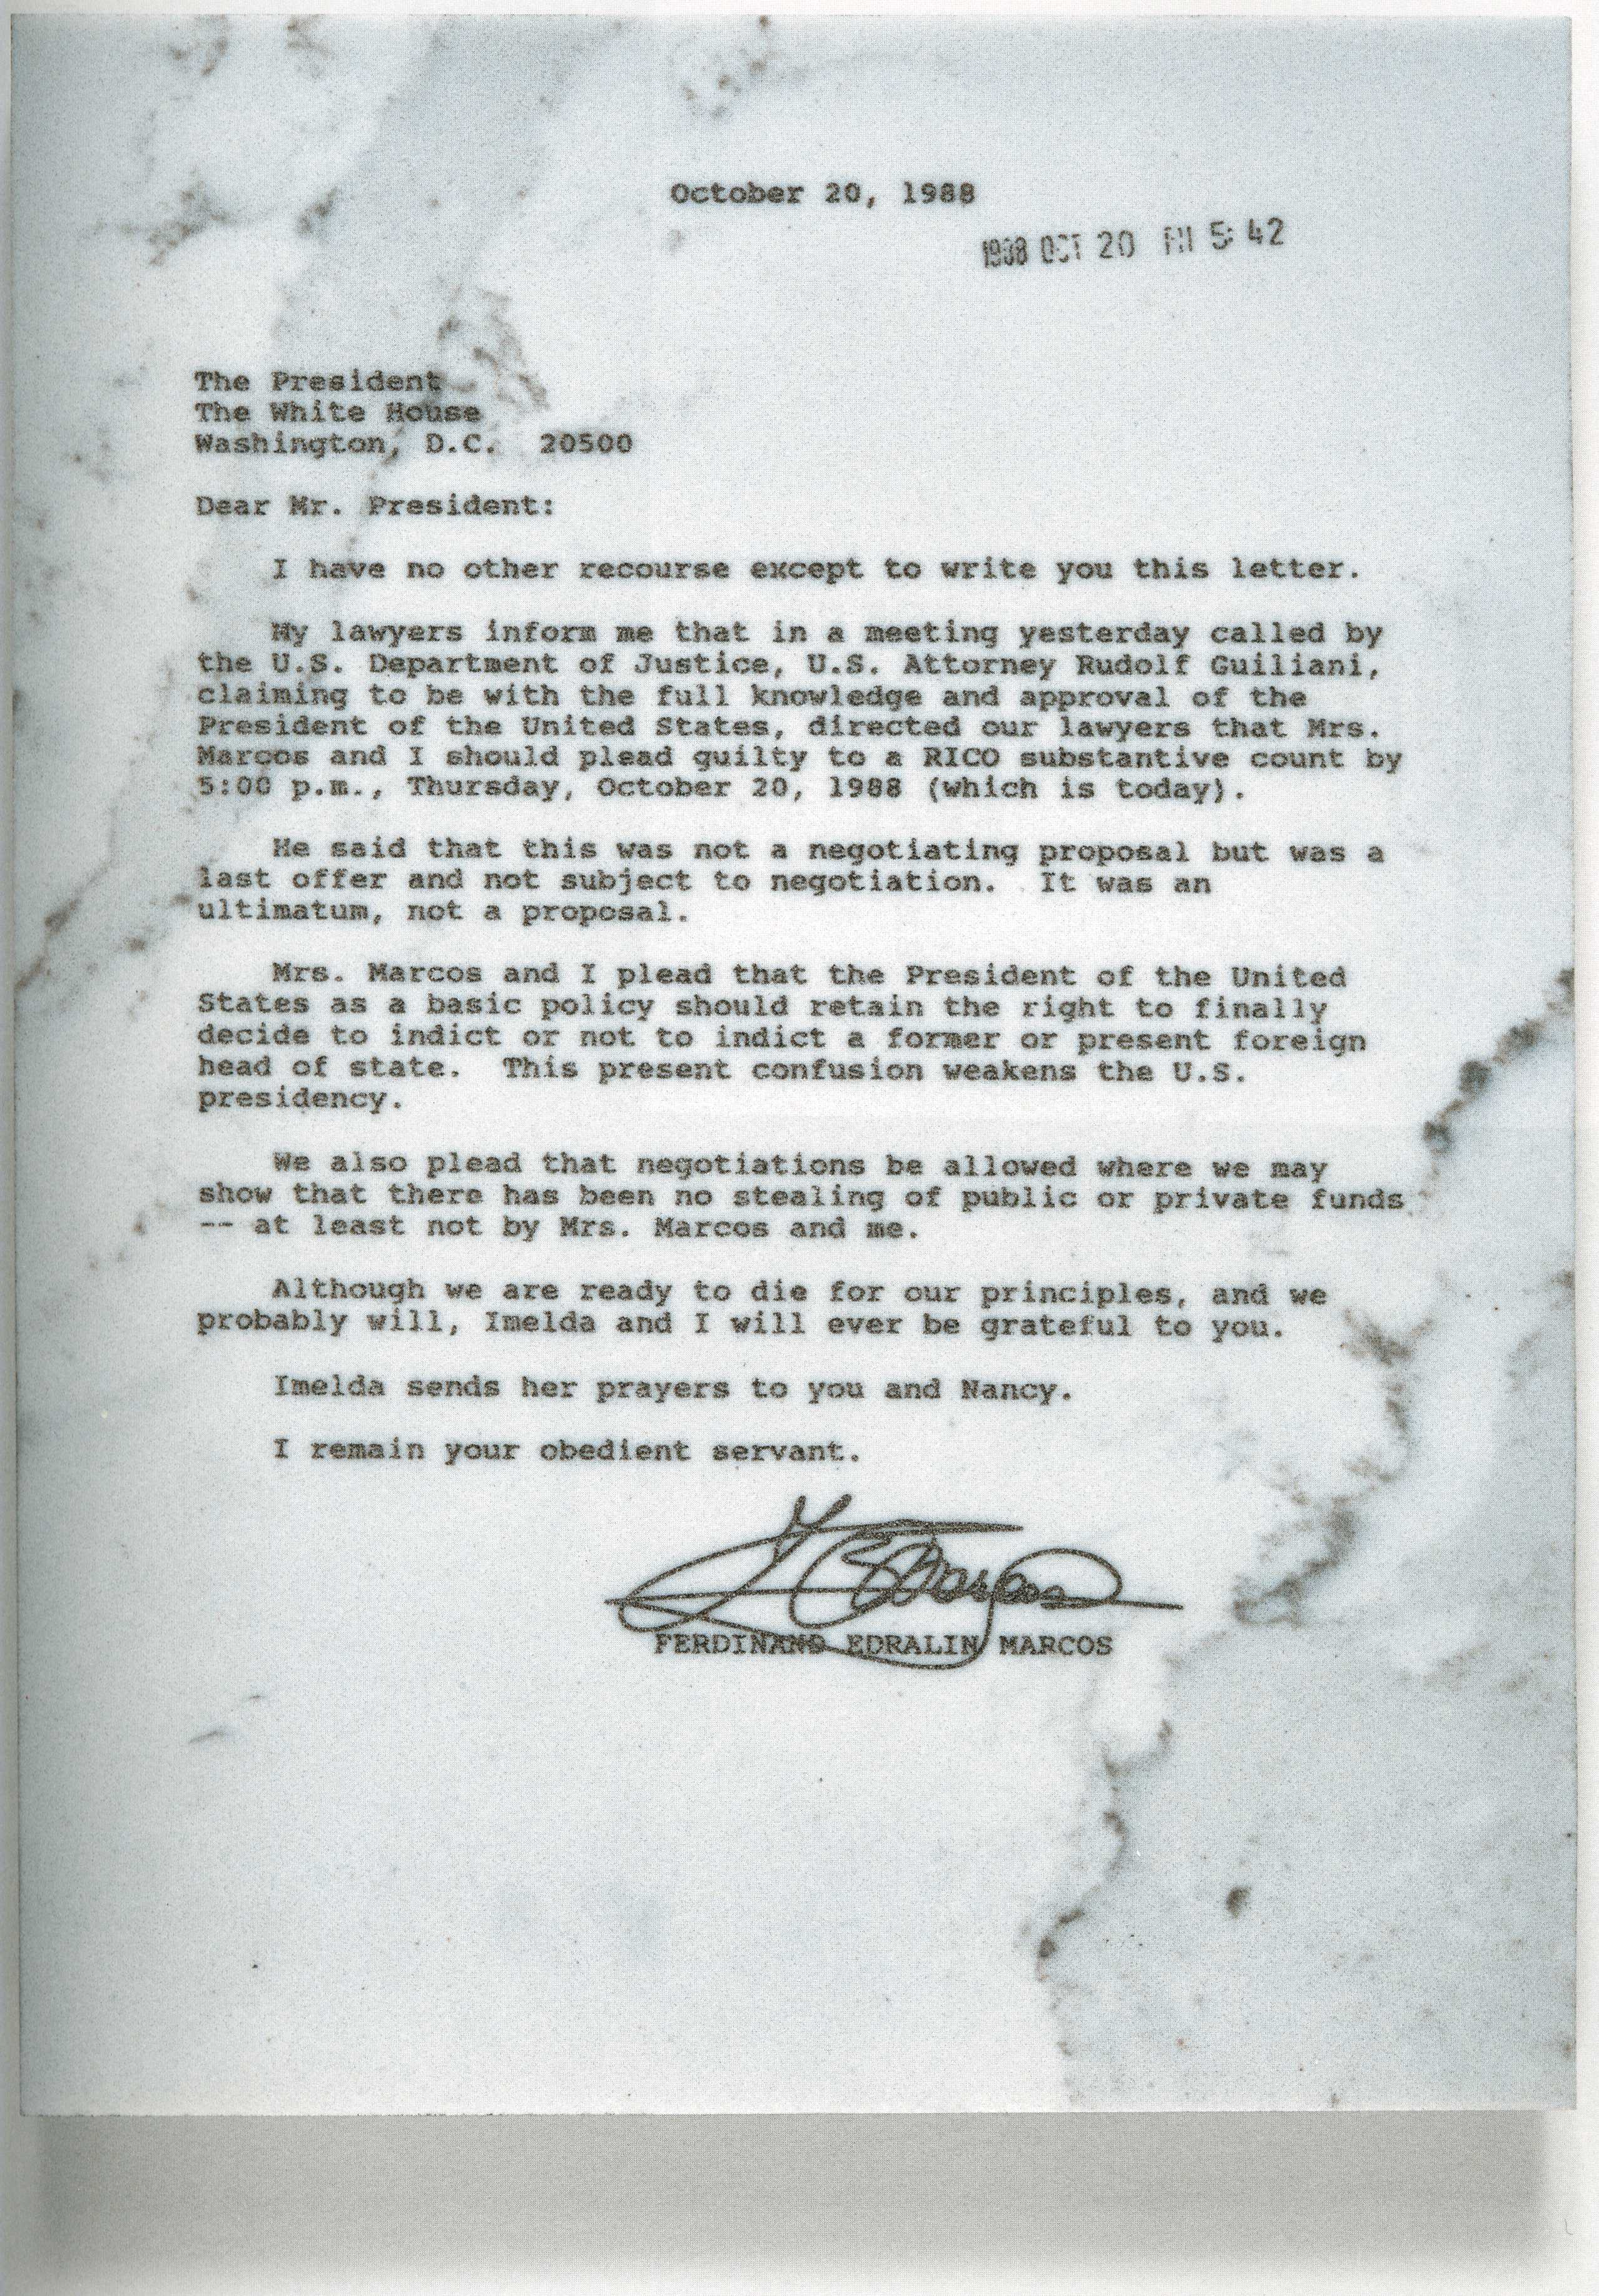 October 20, 1988
1988 OCT 20 PM 5:42
The President
The White House
Washington, D.C. 20500
Dear Mr. President:
I have no other recourse except to write you this letter.
My lawyers inform me that in a meeting yesterday called by
the U.S. Department of Justice, U.S. Attorney Rudolf Guiliani,
claiming to be with the full knowledge and approval of the
President of the United States, directed our lawyers that Mrs.
Marcos and I should plead guilty to a RICO substantive count by
5:00 p.m., Thursday, October 20, 1988 (which is today).
He said that this was not a negotiating proposal but was a
last offer and not subject to negotiation. It was an
ultimatum, not a proposal.
Mrs. Marcos and I plead that the President of the United
States as a basic policy should retain the right to finally
decide to indict or not to indict a former or present foreign
head of state. This present confusion weakens the U.S.
presidency.
We also plead that negotiations be allowed where we may
show that there has been no stealing of public or private funds
-- at least not by Mrs. Marcos and me.
Although we are ready to die for our principles, and we
probably will, Imelda and I will ever be grateful to you.
Imelda sends her prayers to you and Nancy.
I remain your obedient servant.
F E Marcos
FERDINAND EDRALIN MARCOS